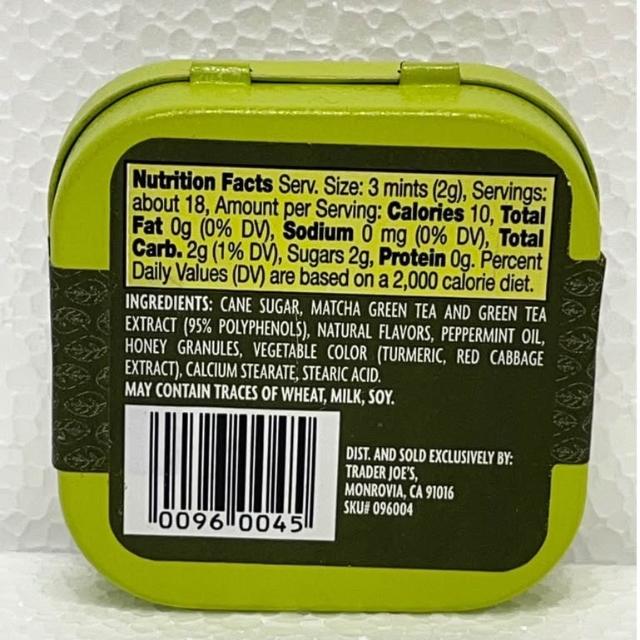 Nutrition Facts Serv. Size: 3 mints (2g), Servings:
about 18, Amount per Serving: Calories 10, Total
Fat 0g (0% DV), Sodium 0 mg (0% DV), Total
Carb. 2g (1% DV), Sugars 2g, Protein 0g. Percent
Daily Values (DV) are based on a 2,000 calorie diet.
INGREDIENTS: CANE SUGAR, MATCHA GREEN TEA AND GREEN TEA
EXTRACT (95% POLYPHENOLS), NATURAL FLAVORS, PEPPERMINT OIL,
HONEY GRANULES, VEGETABLE COLOR (TURMERIC, RED CABBAGE
EXTRACT), CALCIUM STEARATE, STEARIC ACID.
MAY CONTAIN TRACES OF WHEAT, MILK, SOY.
DIST. AND SOLD EXCLUSIVELY BY:
TRADER JOE'S,
MONROVIA, CA 91016
SKU# 096004
0096 0045